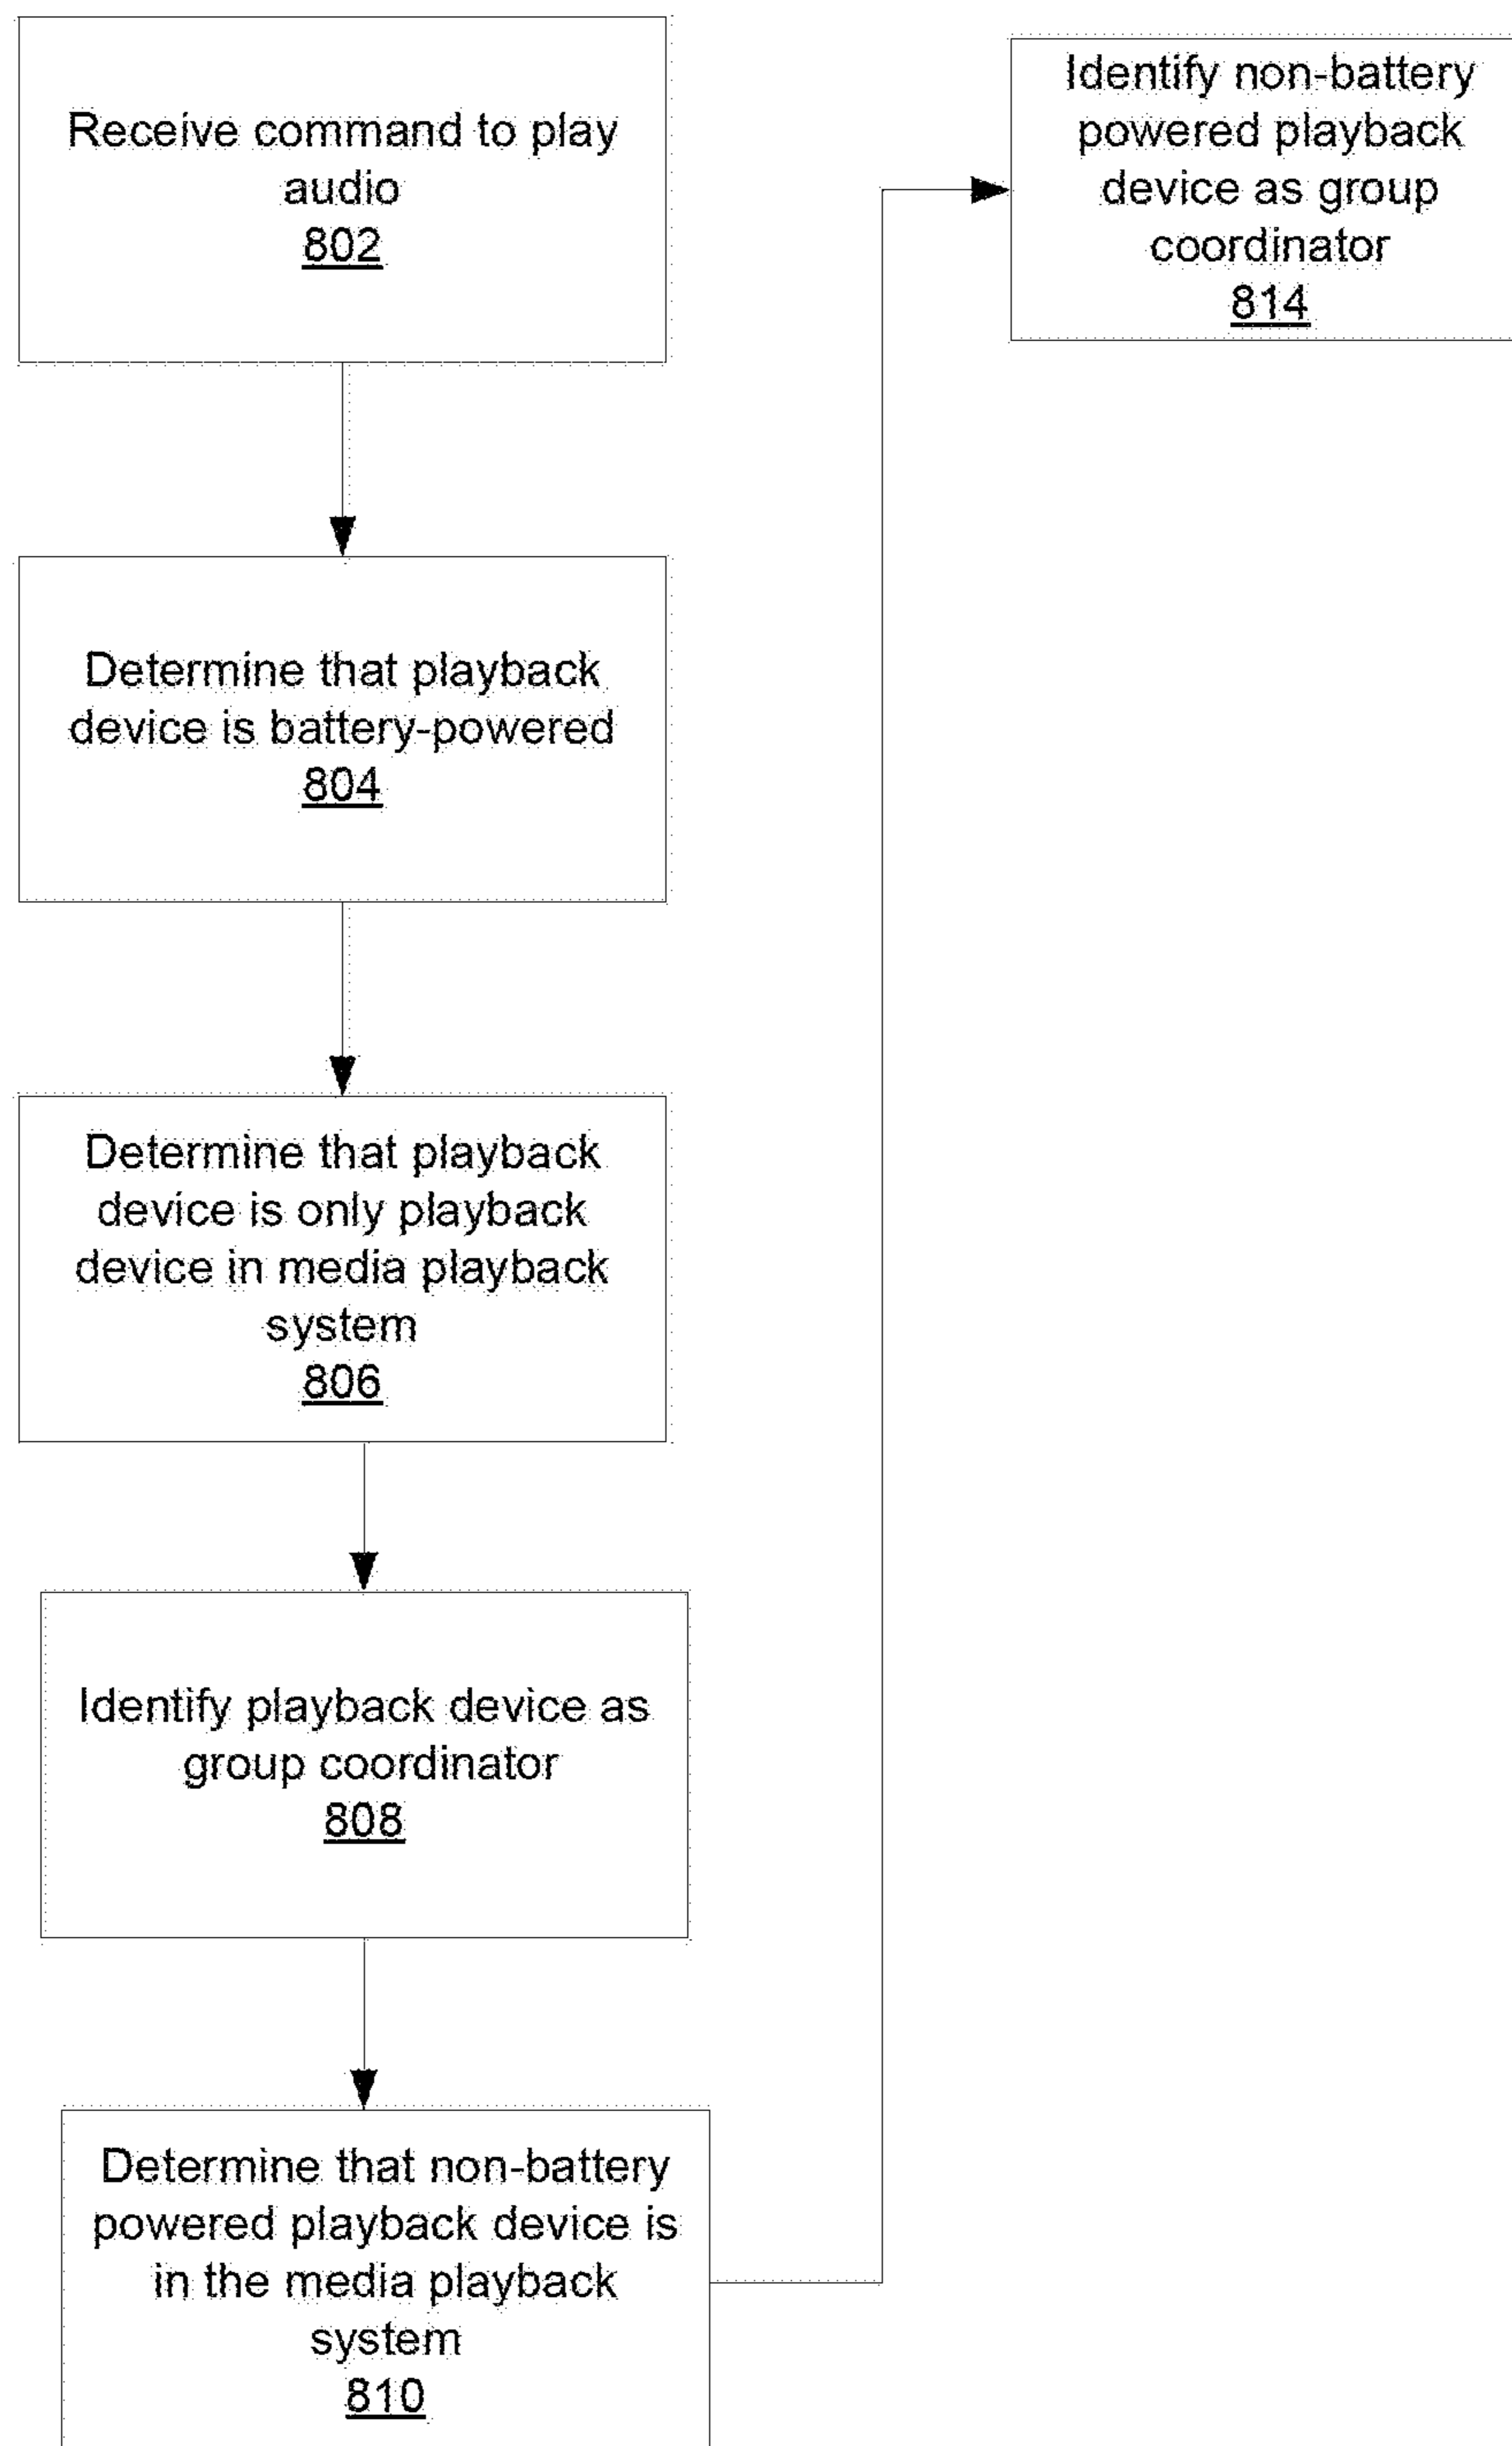 Receive command to play
audio
802
Determine that playback
device is battery-powered
804
Determine that playback
device is only playback
device in media playback
system
806
Identify playback device as
group coordinator
808
Determine that non-battery
powered playback device is
in the media playback
system
810
Identify non-battery
powered playback
device as group
coordinator
814